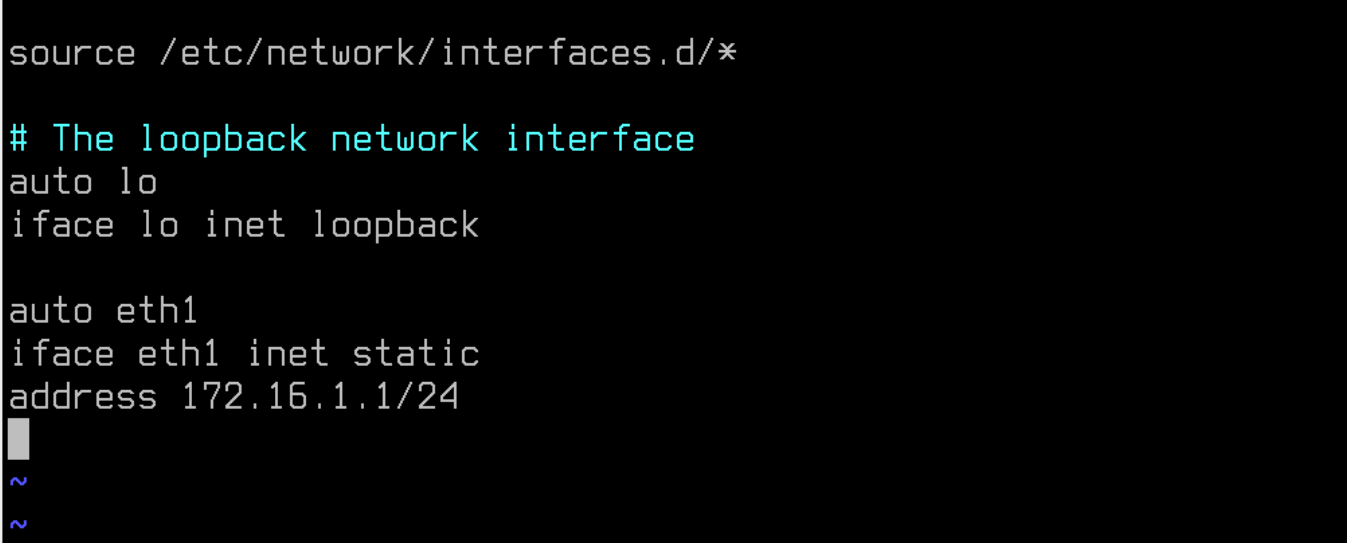 source /etc/network/interfaces.d/*
# The loopback network interface
auto lo
iface lo inet loopback
auto eth1
iface eth1 inet static
address 172.16.1.1/24
~
~